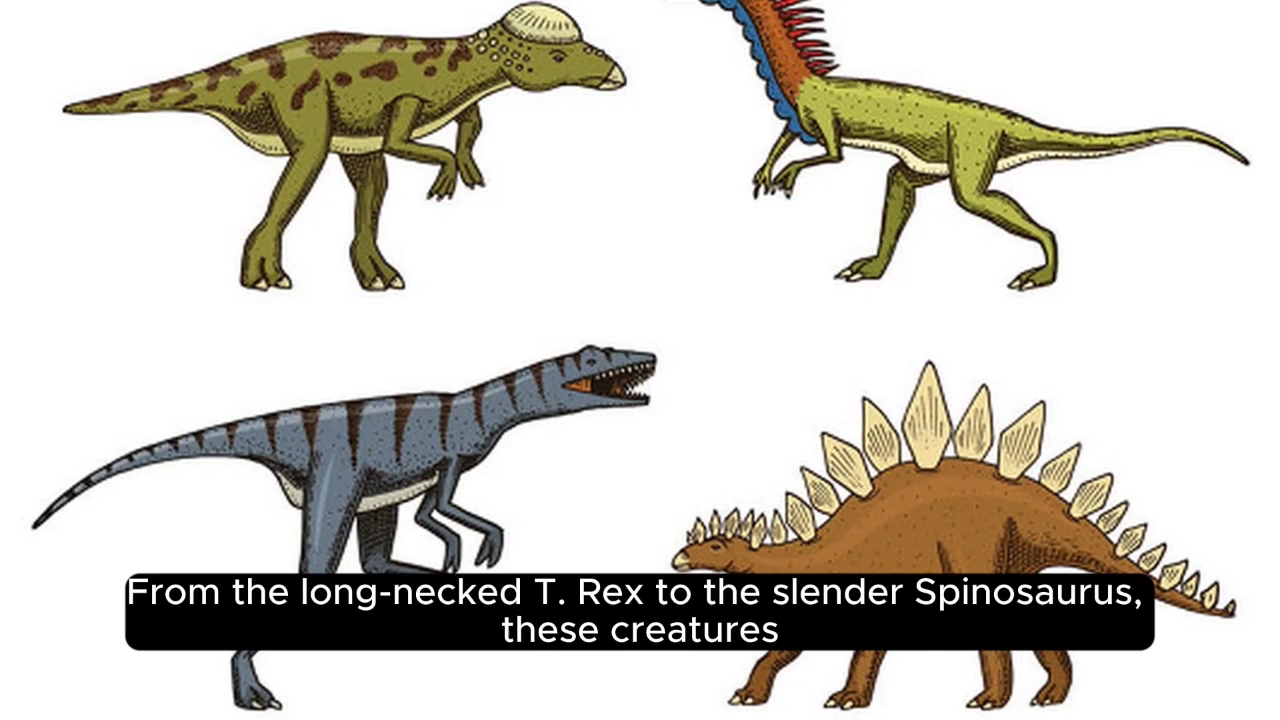 From the long-necked T. Rex to the slender Spinosaurus,
these creatures